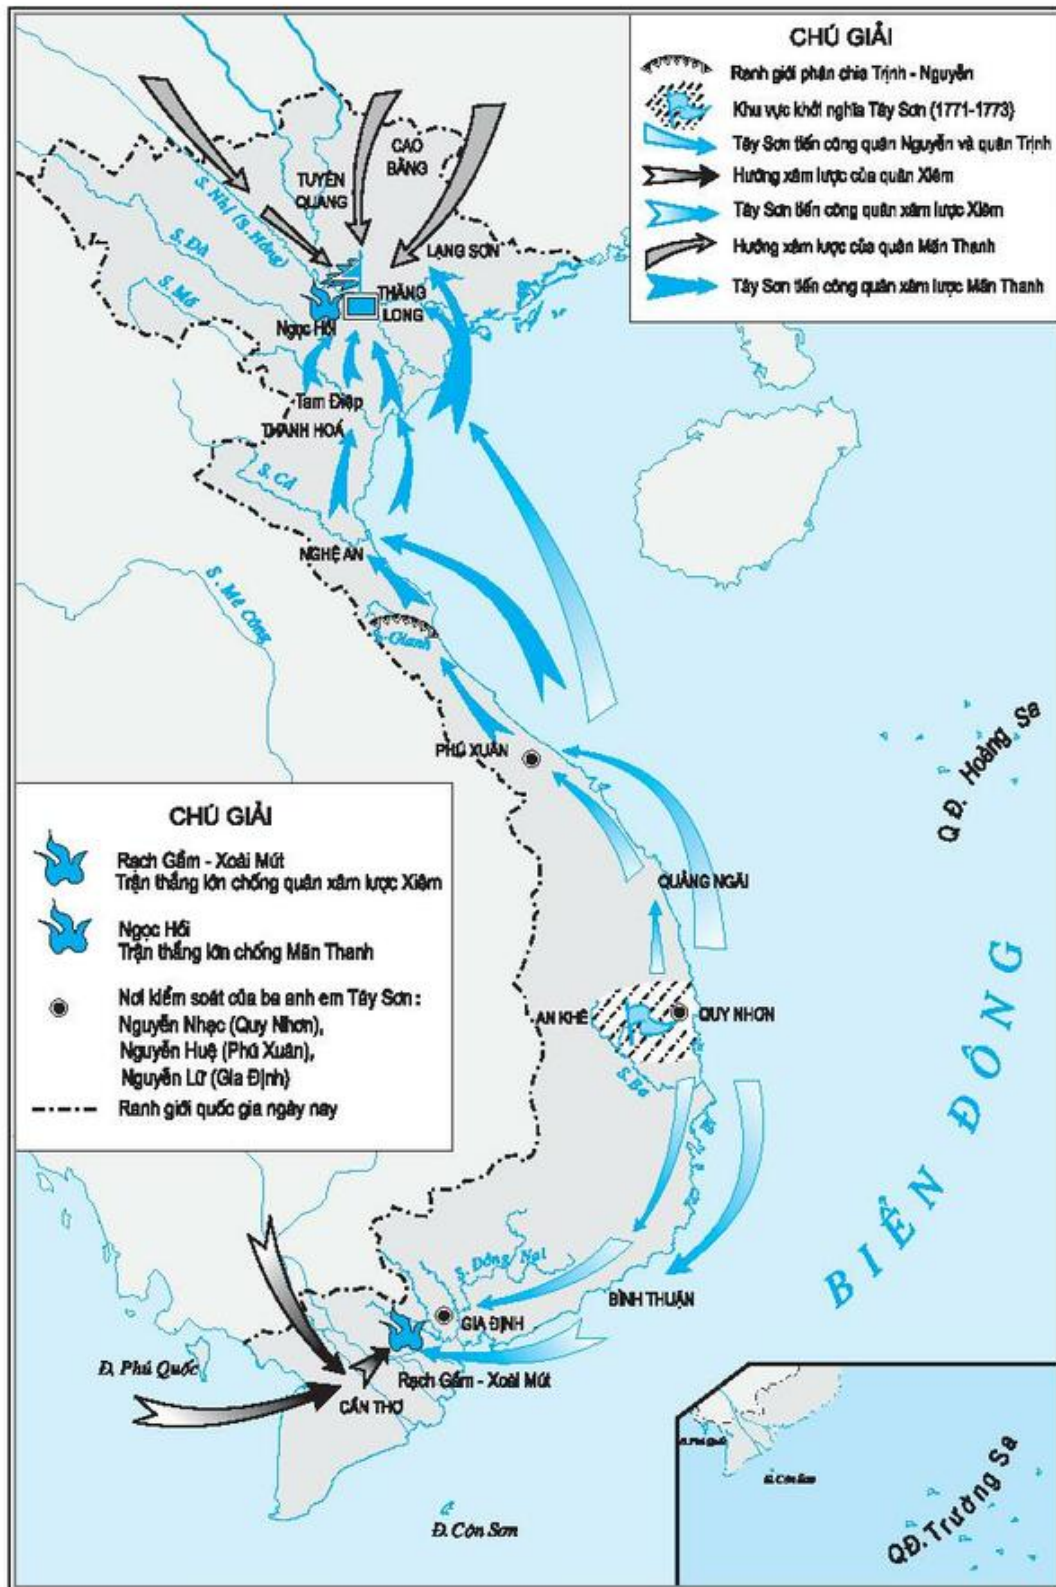 CHÚ GIẢI
Ranh giới phân chia Trịnh - Nguyễn
Khu vực khởi nghĩa Tây Sơn (1771-1773)
Tây Sơn tiến công quân Nguyễn và quân Trịnh
Hướng xâm lược của quân Xiêm
Tây Sơn tiến công quân xâm lược Xiêm
Hướng xâm lược của quân Mãn Thanh
Tây Sơn tiến công quân xâm lược Mãn Thanh
CAO
BẰNG
TUYÊN
QUANG
S. Nhị (S. Hồng)
S. Đà
S. Mã
LẠNG SƠN
THĂNG
LONG
Ngọc Hồi
Tam Điệp
THANH HOÁ
S. Cả
NGHỆ AN
S. Mê Công
S. Gianh
PHÚ XUÂN
QĐ. Hoàng Sa
CHÚ GIẢI
Rạch Gầm - Xoài Mút
Trận thắng lớn chống quân xâm lược Xiêm
Ngọc Hồi
Trận thắng lớn chống Mãn Thanh
Nơi kiểm soát của ba anh em Tây Sơn :
Nguyễn Nhạc (Quy Nhơn),
Nguyễn Huệ (Phú Xuân),
Nguyễn Lữ (Gia Định)
Ranh giới quốc gia ngày nay
QUẢNG NGÃI
AN KHÊ
QUY NHƠN
S. Ba
BIỂN ĐÔNG
S. Đồng Nai
BÌNH THUẬN
GIA ĐỊNH
Đ. Phú Quốc
Rạch Gầm - Xoài Mút
CẦN THƠ
Đ. Côn Sơn
Đ. Phú Quốc
Đ. Côn Sơn
QĐ. Trường Sa